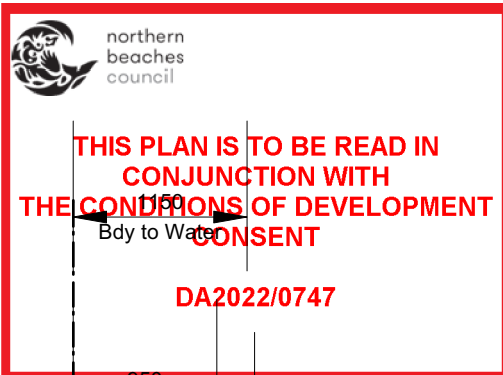 northern
beaches
council
THIS PLAN IS TO BE READ IN
CONJUNCTION WITH
THE CONDITIONS OF DEVELOPMENT
CONSENT
1150
Bdy to Water
DA2022/0747